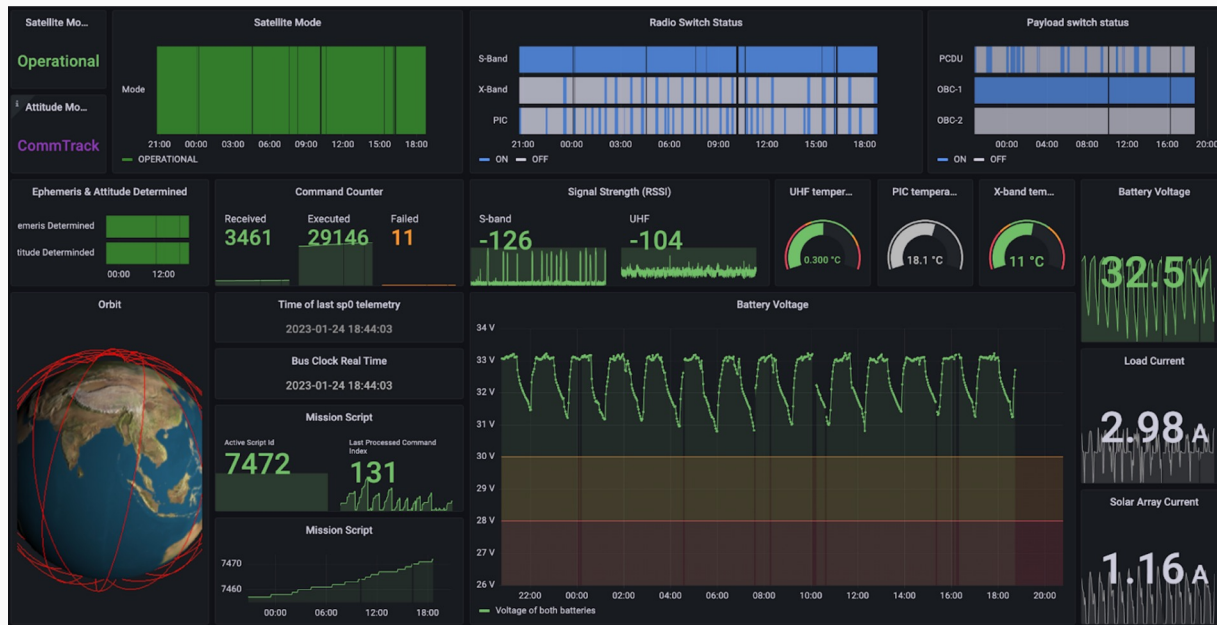 Satellite Mo...
Operational
i
Attitude Mo...
CommTrack
Satellite Mode
Mode
21:00 00:00 03:00 06:00 09:00 12:00 15:00 18:00
OPERATIONAL
Radio Switch Status
S-Band
X-Band
PIC
21:00 00:00 03:00 06:00 09:00 12:00 15:00 18:00
ON OFF
Payload switch status
PCDU
OBC-1
OBC-2
00:00 04:00 08:00 12:00 16:00 20:00
ON OFF
Ephemeris & Attitude Determined
emeris Determined
titude Determinded
00:00 12:00
Command Counter
Received Executed Failed
3461 29146 11
Signal Strength (RSSI)
S-band UHF
-126 -104
UHF temper...
0.300 °C
PIC tempera...
18.1 °C
X-band tem...
11 °C
Battery Voltage
32.5 V
Orbit
Time of last sp0 telemetry
2023-01-24 18:44:03
Bus Clock Real Time
2023-01-24 18:44:03
Mission Script
Active Script Id
7472
Last Processed Command
Index
131
Mission Script
7470
7460
00:00 06:00 12:00 18:00
Battery Voltage
34 V
33 V
32 V
31 V
30 V
29 V
28 V
27 V
26 V
22:00 00:00 02:00 04:00 06:00 08:00 10:00 12:00 14:00 16:00 18:00 20:00
Voltage of both batteries
Load Current
2.98 A
Solar Array Current
1.16 A